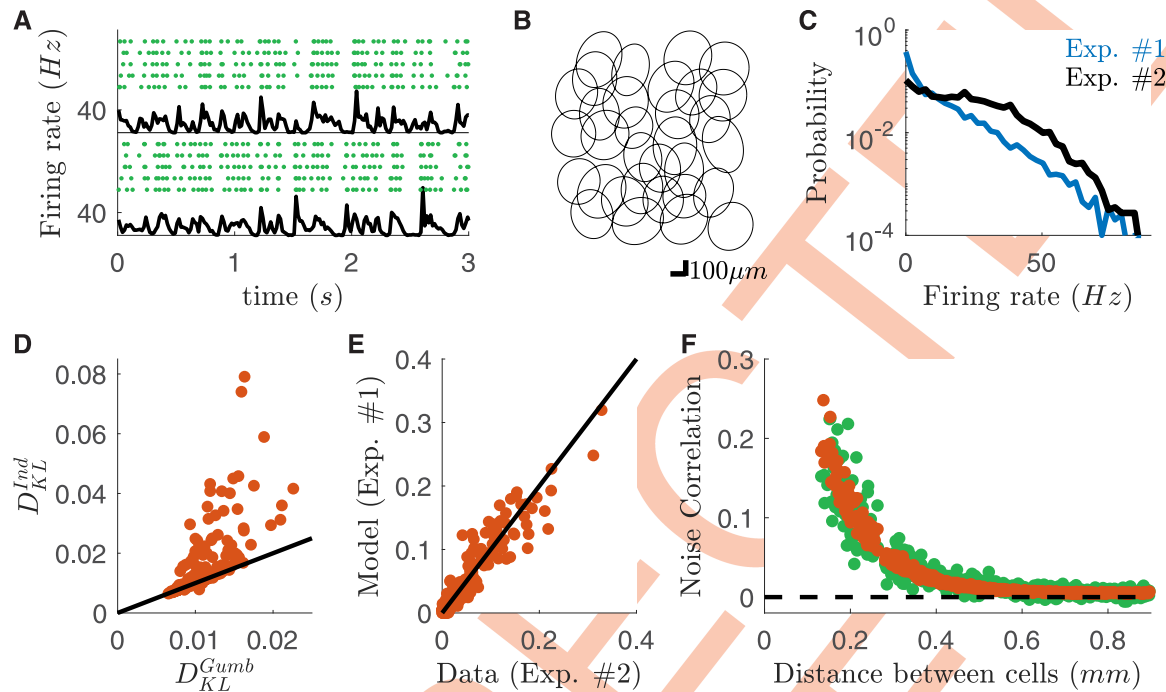 A
Firing rate (Hz)
40
40
0 1 2 3
time (s)
B
100μm
C
Exp. #1
Exp. #2
Probability
10^0
10^-2
10^-4
0 50
Firing rate (Hz)
D
D_KL^Ind
0.08
0.06
0.04
0.02
0
0 0.01 0.02
D_KL^Gumb
E
Model (Exp. #1)
0.4
0.3
0.2
0.1
0
0 0.2 0.4
Data (Exp. #2)
F
Noise Correlation
0.3
0.2
0.1
0
0 0.2 0.4 0.6 0.8
Distance between cells (mm)